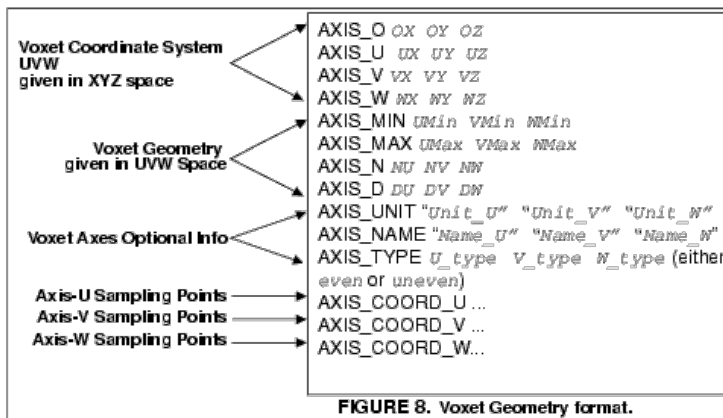 Voxet Coordinate System
UVW
given in XYZ space
Voxet Geometry
given in UVW Space
Voxet Axes Optional Info
Axis-U Sampling Points
Axis-V Sampling Points
Axis-W Sampling Points
AXIS_O OX OY OZ
AXIS_U UX UY UZ
AXIS_V VX VY VZ
AXIS_W WX WY WZ
AXIS_MIN UMin VMin WMin
AXIS_MAX UMax VMax WMax
AXIS_N NU NV NW
AXIS_D DU DV DW
AXIS_UNIT “Unit_U” “Unit_V” “Unit_W”
AXIS_NAME “Name_U” “Name_V” “Name_W”
AXIS_TYPE U_type V_type W_type (either
even or uneven)
AXIS_COORD_U ...
AXIS_COORD_V ...
AXIS_COORD_W...
FIGURE 8. Voxet Geometry format.